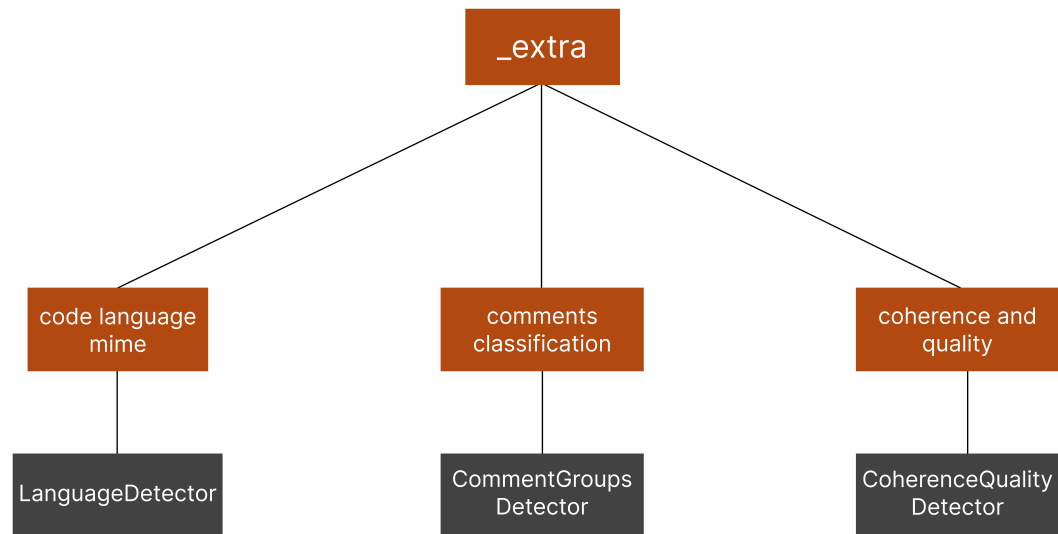 _extra
code language
mime
comments
classification
coherence and
quality
LanguageDetector
CommentGroups
Detector
CoherenceQuality
Detector